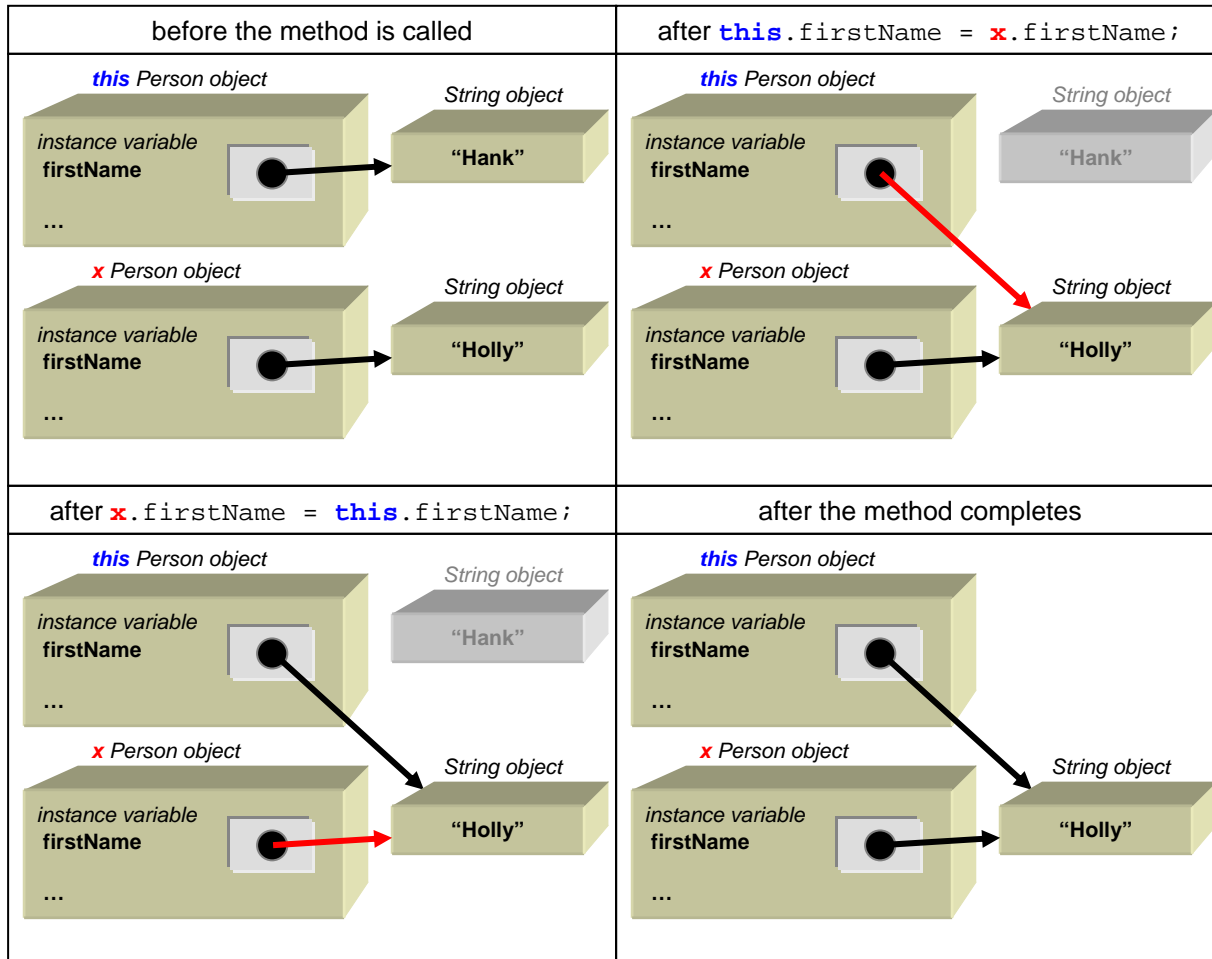 before the method is called
this Person object
String object
instance variable
firstName
“Hank”
…
x Person object
String object
instance variable
firstName
“Holly”
…
after this.firstName = x.firstName;
this Person object
String object
instance variable
firstName
“Hank”
…
x Person object
String object
instance variable
firstName
“Holly”
…
after x.firstName = this.firstName;
this Person object
String object
instance variable
firstName
“Hank”
…
x Person object
String object
instance variable
firstName
“Holly”
…
after the method completes
this Person object
instance variable
firstName
…
x Person object
String object
instance variable
firstName
“Holly”
…